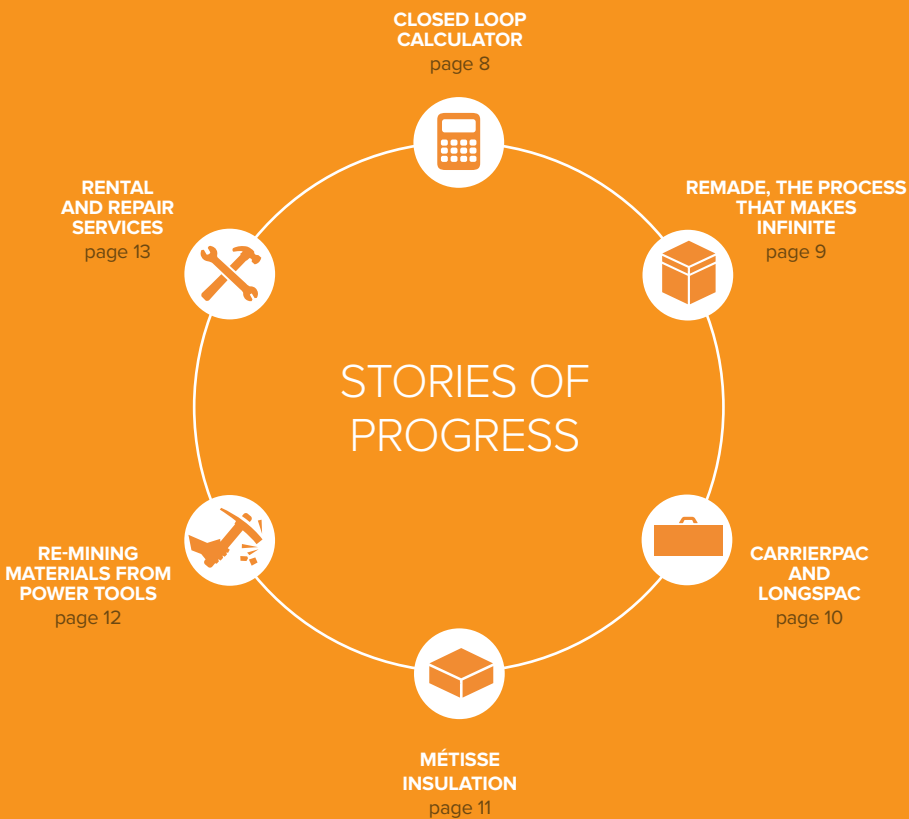 CLOSED LOOP
CALCULATOR
page 8
REMADE, THE PROCESS
THAT MAKES
INFINITE
page 9
CARRIERPAC
AND
LONGSPAC
page 10
MÉTISSE
INSULATION
page 11
RE-MINING
MATERIALS FROM
POWER TOOLS
page 12
RENTAL
AND REPAIR
SERVICES
page 13
STORIES OF
PROGRESS